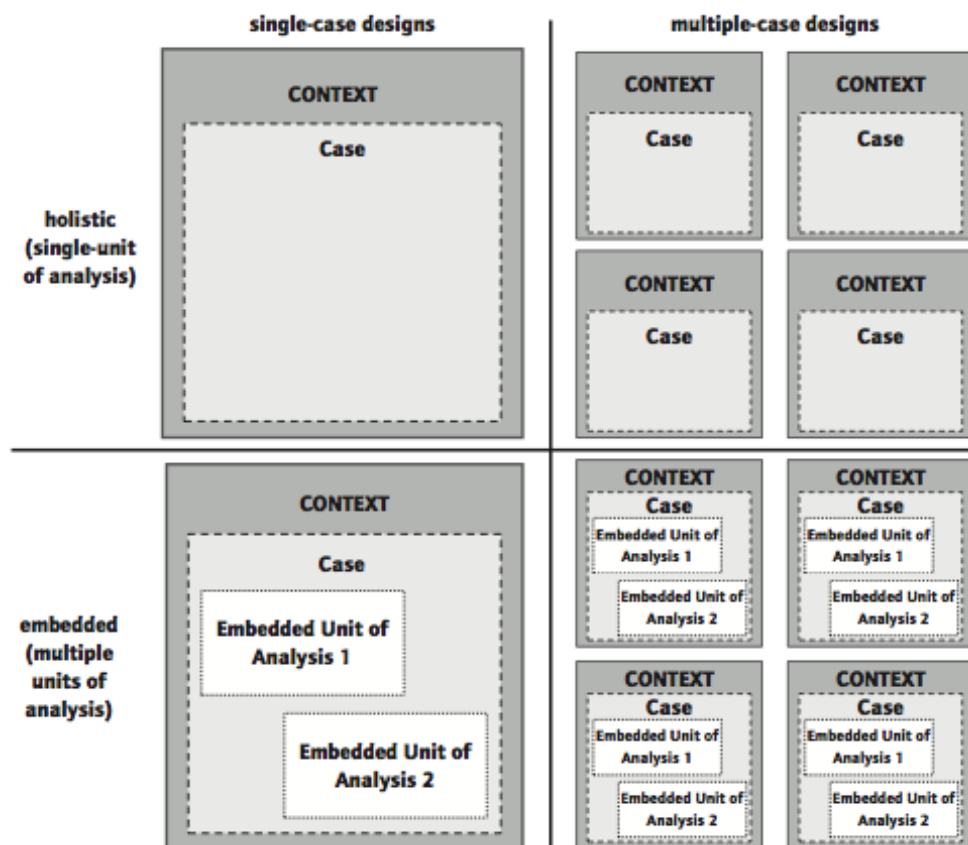 single-case designs
multiple-case designs
holistic
(single-unit
of analysis)
CONTEXT
Case
CONTEXT
Case
CONTEXT
Case
CONTEXT
Case
CONTEXT
Case
embedded
(multiple
units of
analysis)
CONTEXT
Case
Embedded Unit of
Analysis 1
Embedded Unit of
Analysis 2
CONTEXT
Case
Embedded Unit of
Analysis 1
Embedded Unit of
Analysis 2
CONTEXT
Case
Embedded Unit of
Analysis 1
Embedded Unit of
Analysis 2
CONTEXT
Case
Embedded Unit of
Analysis 1
Embedded Unit of
Analysis 2
CONTEXT
Case
Embedded Unit of
Analysis 1
Embedded Unit of
Analysis 2